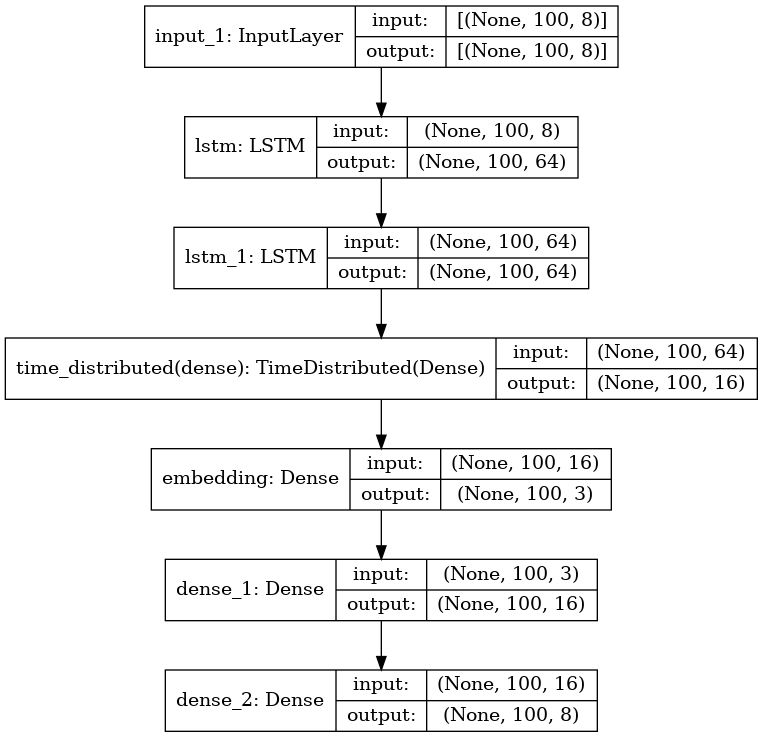 input_1: InputLayer
input:
[(None, 100, 8)]
output:
[(None, 100, 8)]
lstm: LSTM
input:
(None, 100, 8)
output:
(None, 100, 64)
lstm_1: LSTM
input:
(None, 100, 64)
output:
(None, 100, 64)
time_distributed(dense): TimeDistributed(Dense)
input:
(None, 100, 64)
output:
(None, 100, 16)
embedding: Dense
input:
(None, 100, 16)
output:
(None, 100, 3)
dense_1: Dense
input:
(None, 100, 3)
output:
(None, 100, 16)
dense_2: Dense
input:
(None, 100, 16)
output:
(None, 100, 8)